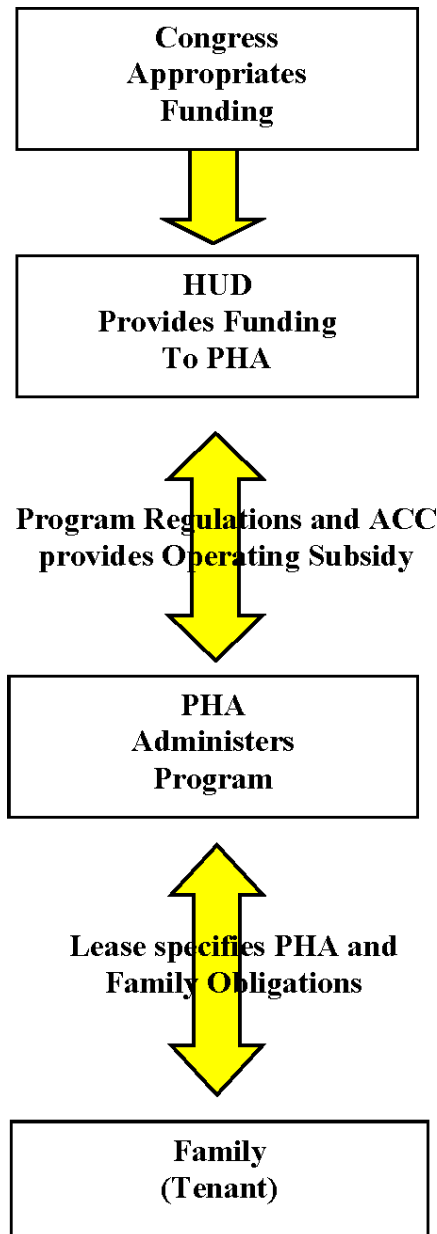 Congress
Appropriates
Funding
HUD
Provides Funding
To PHA
Program Regulations and ACC
provides Operating Subsidy
PHA
Administers
Program
Lease specifies PHA and
Family Obligations
Family
(Tenant)